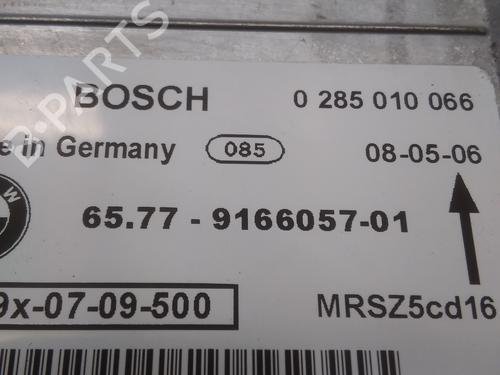 B-PARTS
BOSCH 0 285 010 066
in Germany 085 08-05-06
W
65.77 - 9166057-01
9x-07-09-500 MRSZ5cd16